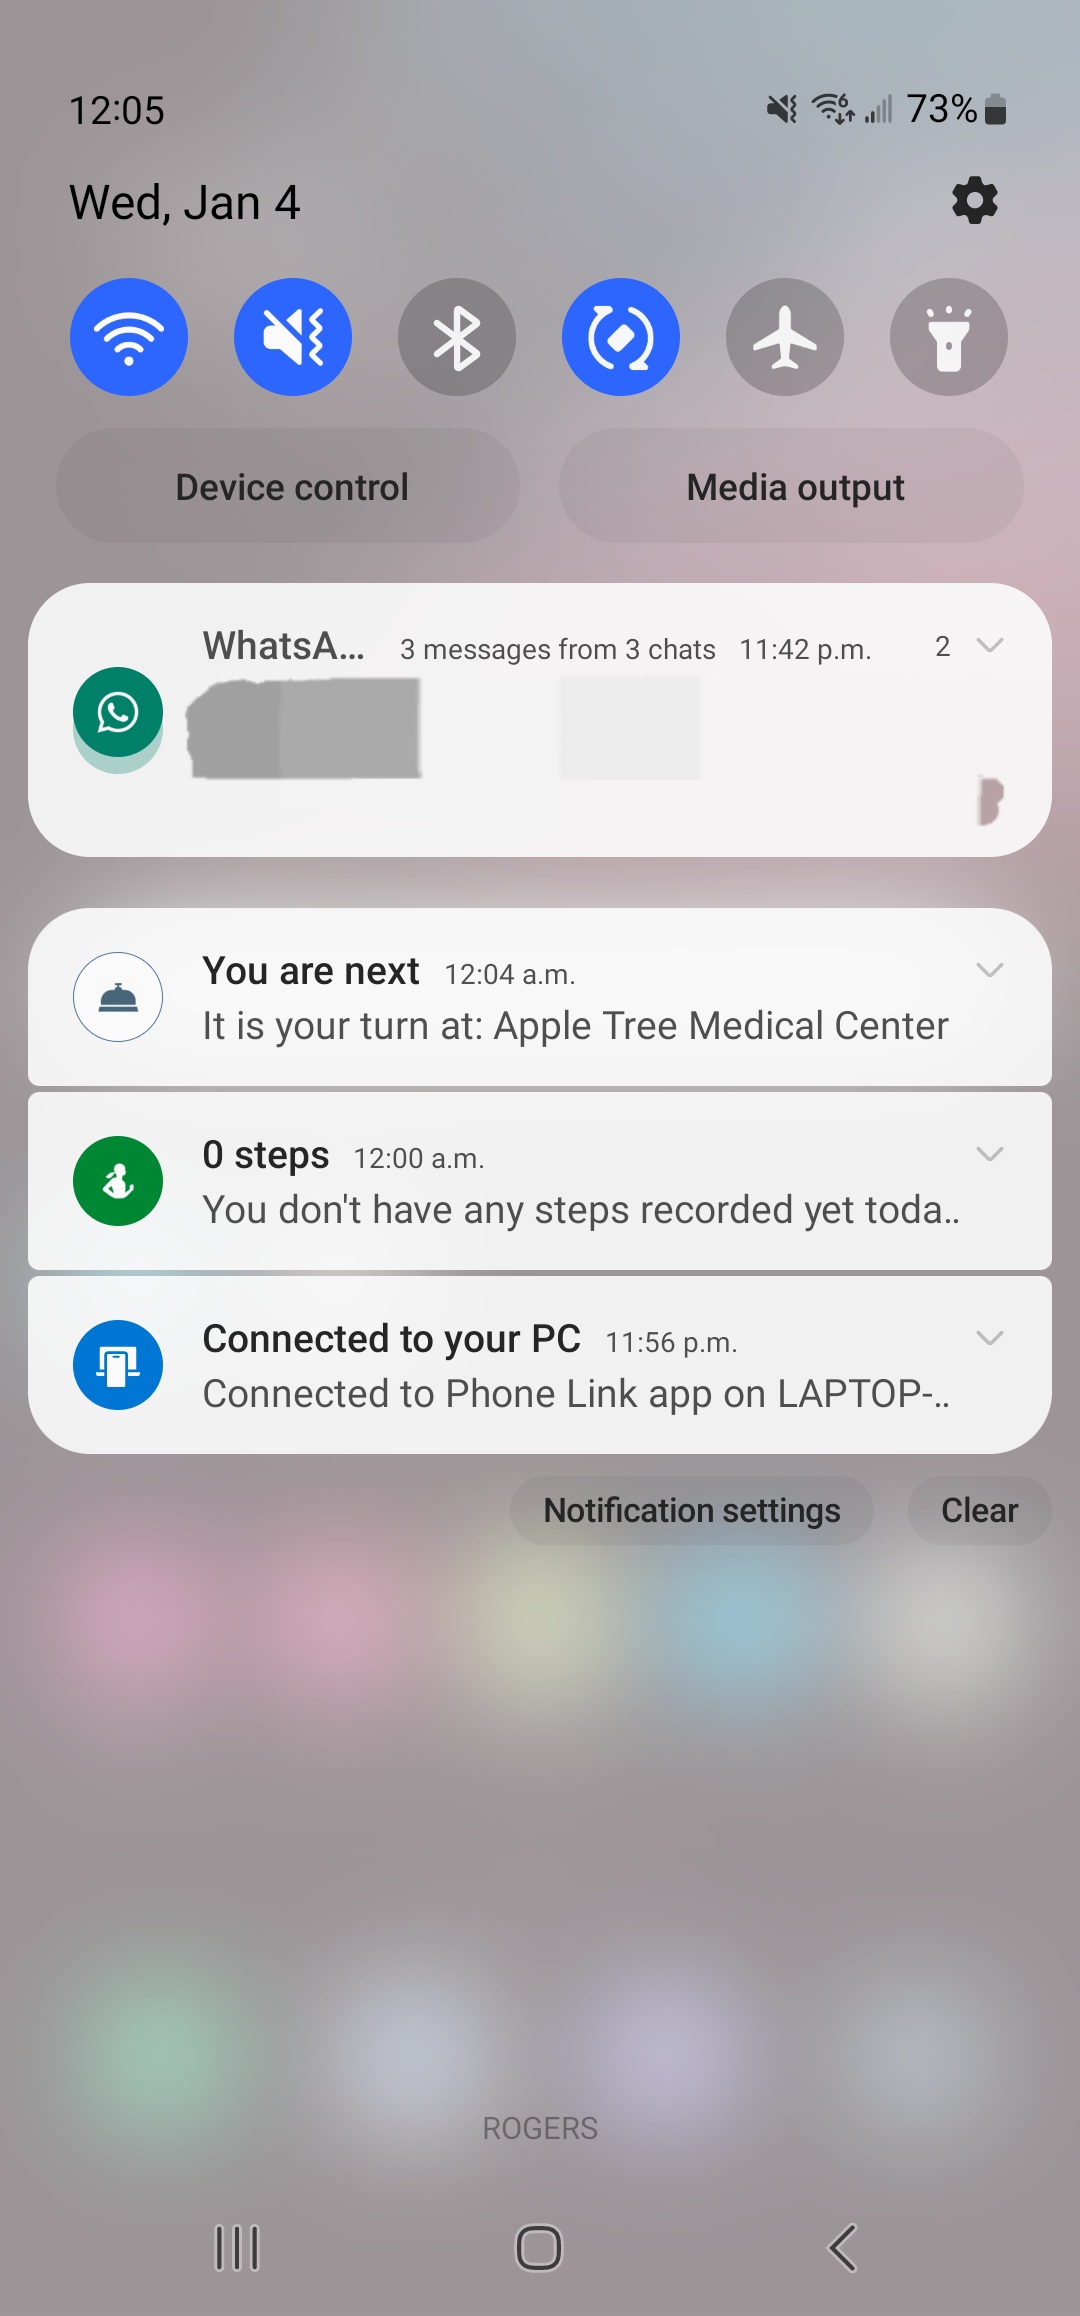 12:05 73%
Wed, Jan 4
Device control Media output
WhatsA... 3 messages from 3 chats 11:42 p.m. 2
You are next 12:04 a.m.
It is your turn at: Apple Tree Medical Center
0 steps 12:00 a.m.
You don't have any steps recorded yet toda..
Connected to your PC 11:56 p.m.
Connected to Phone Link app on LAPTOP-..
Notification settings Clear
ROGERS